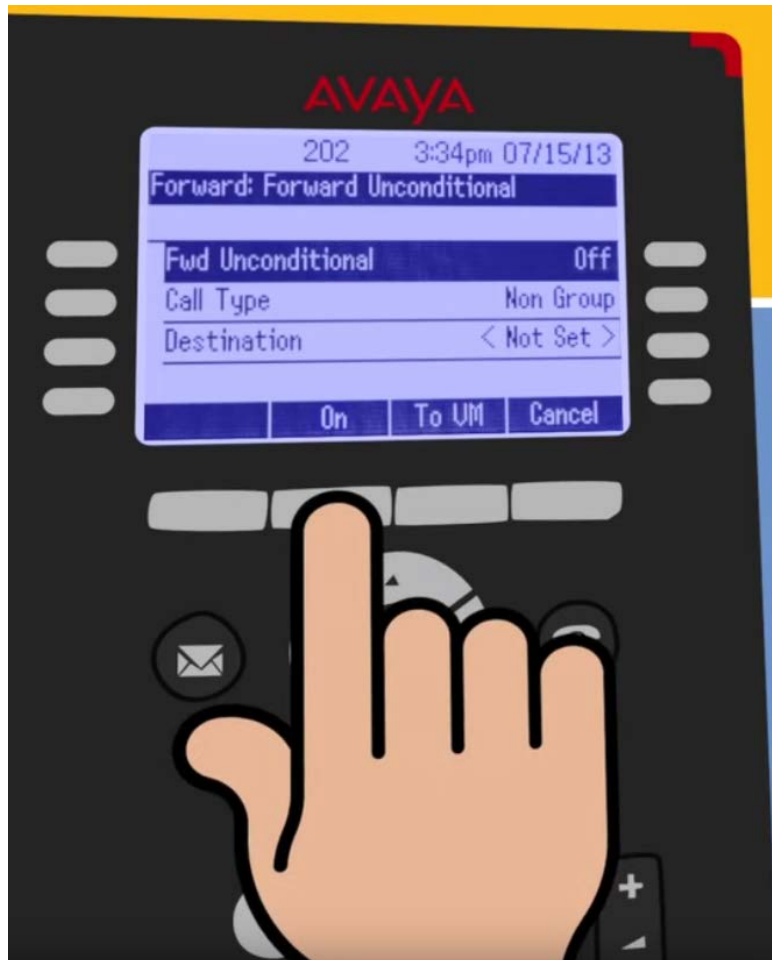 AVAYA
202 3:34pm 07/15/13
Forward: Forward Unconditional
Fwd Unconditional Off
Call Type Non Group
Destination < Not Set >
On To VM Cancel
+